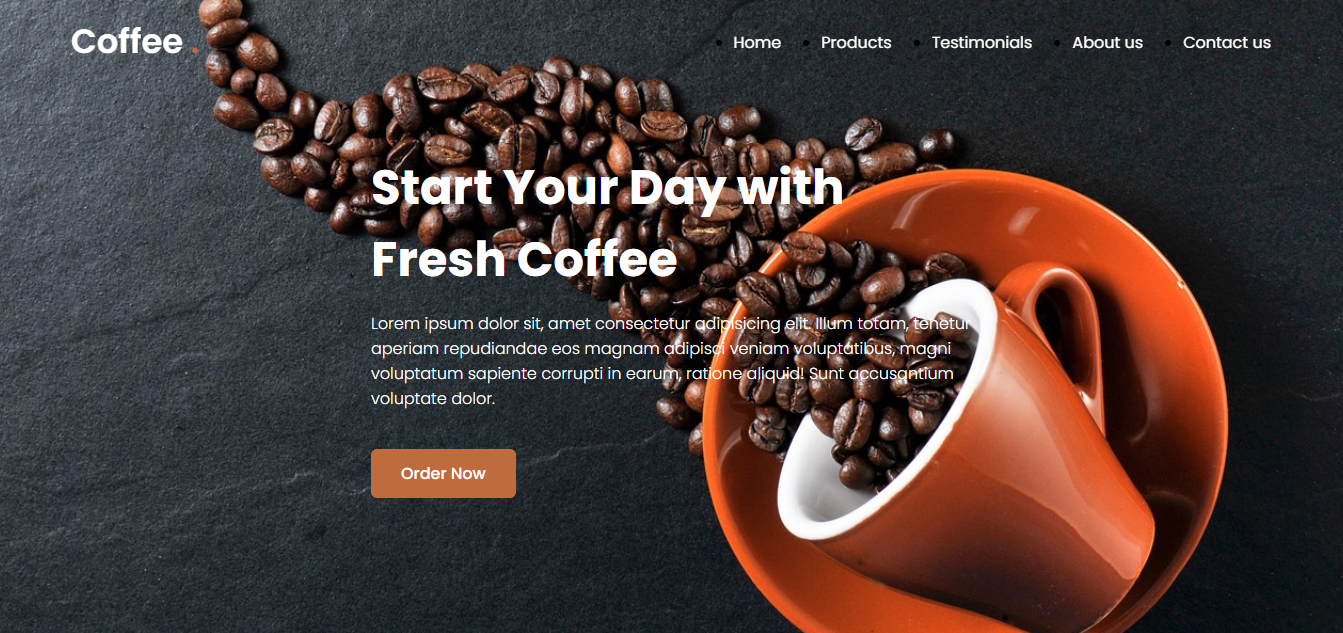 Coffee .
Home Products Testimonials About us Contact us
Start Your Day with
Fresh Coffee
Lorem ipsum dolor sit, amet consectetur adipisicing elit. Illum totam, tenetur
aperiam repudiandae eos magnam adipisci veniam voluptatibus, magni
voluptatum sapiente corrupti in earum, ratione aliquid! Sunt accusantium
voluptate dolor.
Order Now